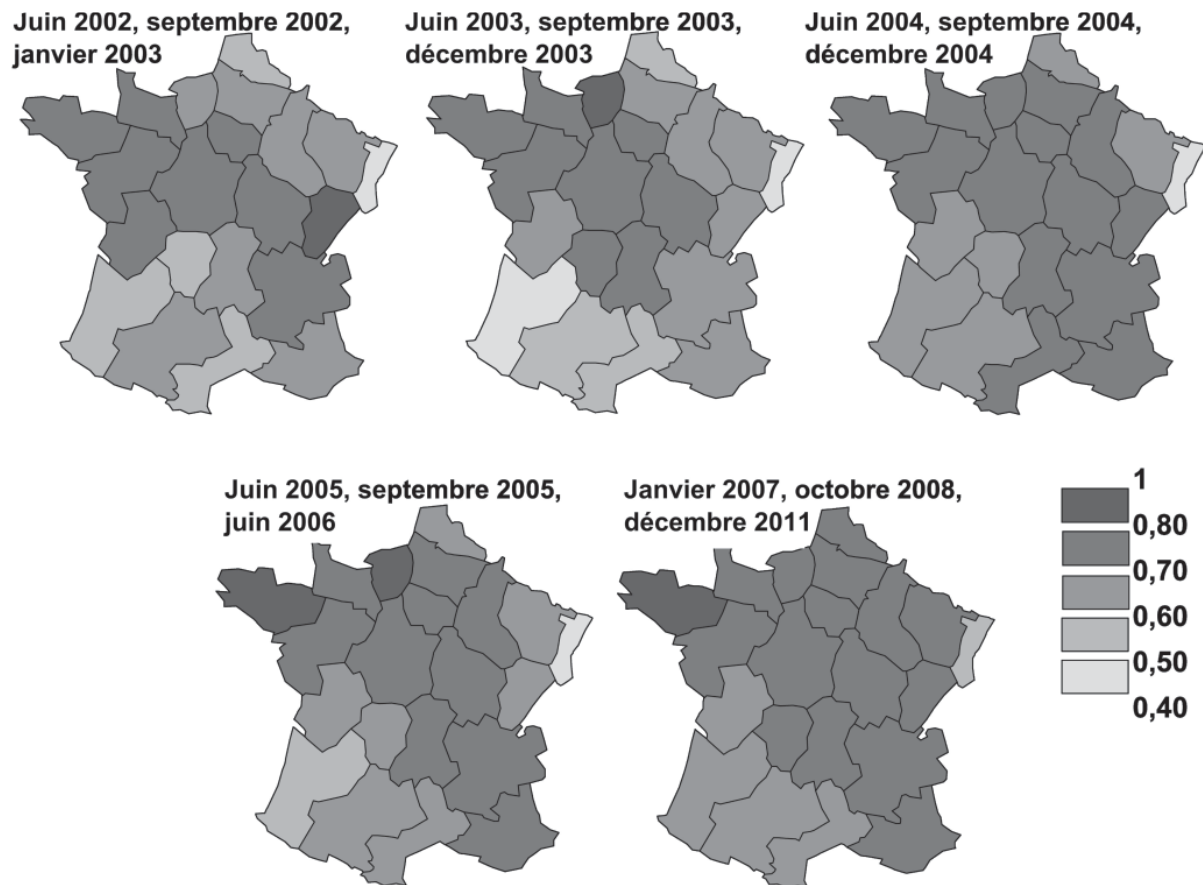 Juin 2002, septembre 2002,
janvier 2003
Juin 2003, septembre 2003,
décembre 2003
Juin 2004, septembre 2004,
décembre 2004
Juin 2005, septembre 2005,
juin 2006
Janvier 2007, octobre 2008,
décembre 2011
1
0,80
0,70
0,60
0,50
0,40